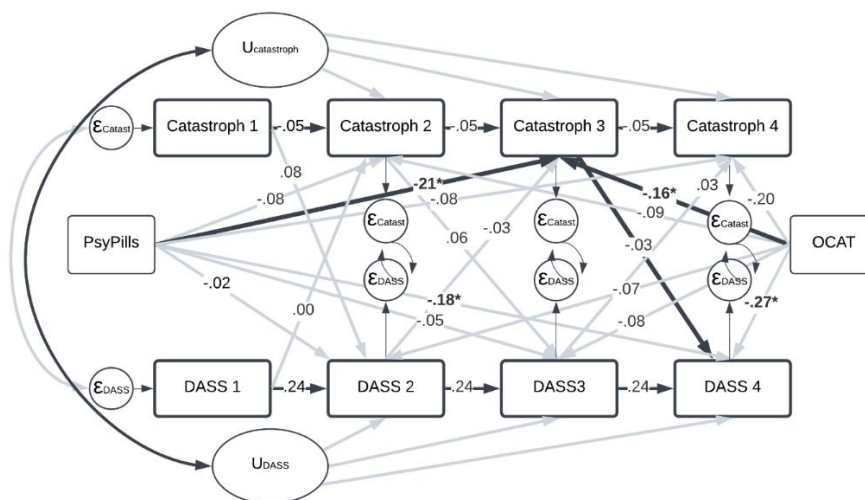 Ucatastroph
εCatast
Catastroph 1
-.05
Catastroph 2
-.05
Catastroph 3
-.05
Catastroph 4
.08
-.21*
-.08
-.08
-.16*
.03
-.20
-.09
PsyPills
εCatast
-.03
.06
εCatast
-.03
εCatast
OCAT
-.02
.00
εDASS
-.18*
-.05
εDASS
-.07
-.08
εDASS
-.27*
εDASS
DASS 1
.24
DASS 2
.24
DASS3
.24
DASS 4
UDASS